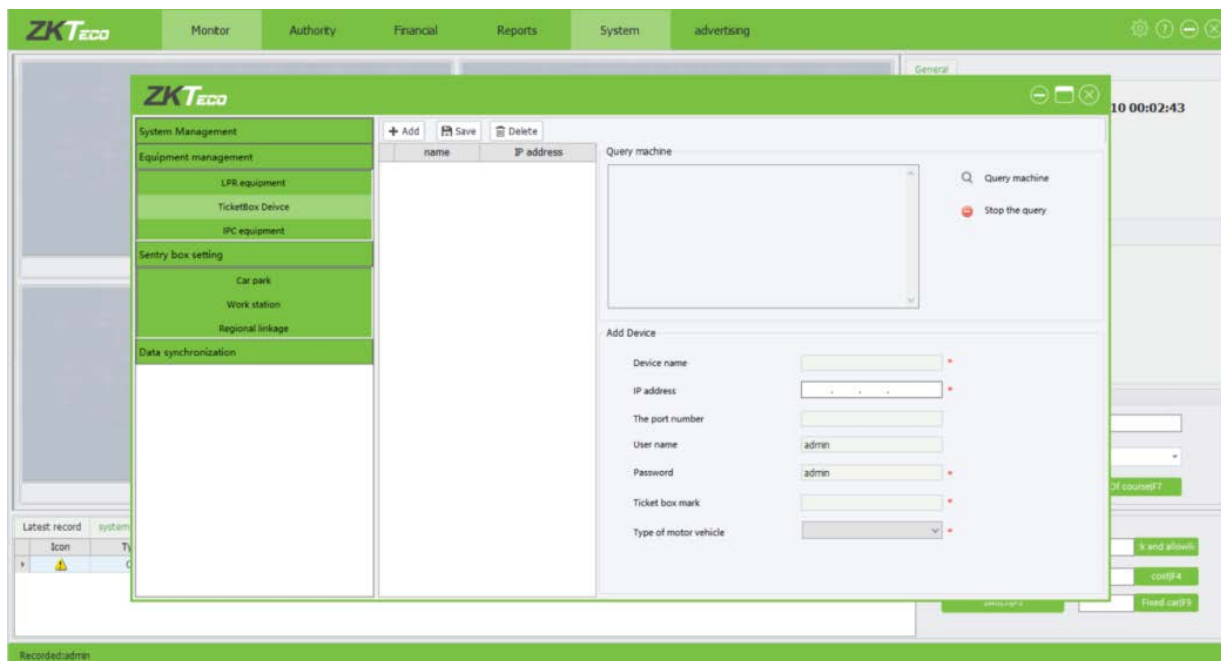 ZKTeco
Monitor Authority Financial Reports System advertising
General
10 00:02:43
ZKTeco
System Management
Equipment management
LPR equipment
TicketBox Deivce
IPC equipment
Sentry box setting
Car park
Work station
Regional linkage
Data synchronization
Add Save Delete
name IP address
Query machine
Query machine
Stop the query
Add Device
Device name *
IP address . . . *
The port number
User name admin
Password admin *
Ticket box mark *
Type of motor vehicle *
Of course|F7
Latest record system
Icon Ty
k and allowi
cost|F4
Fixed car|F9
Recorded:admin